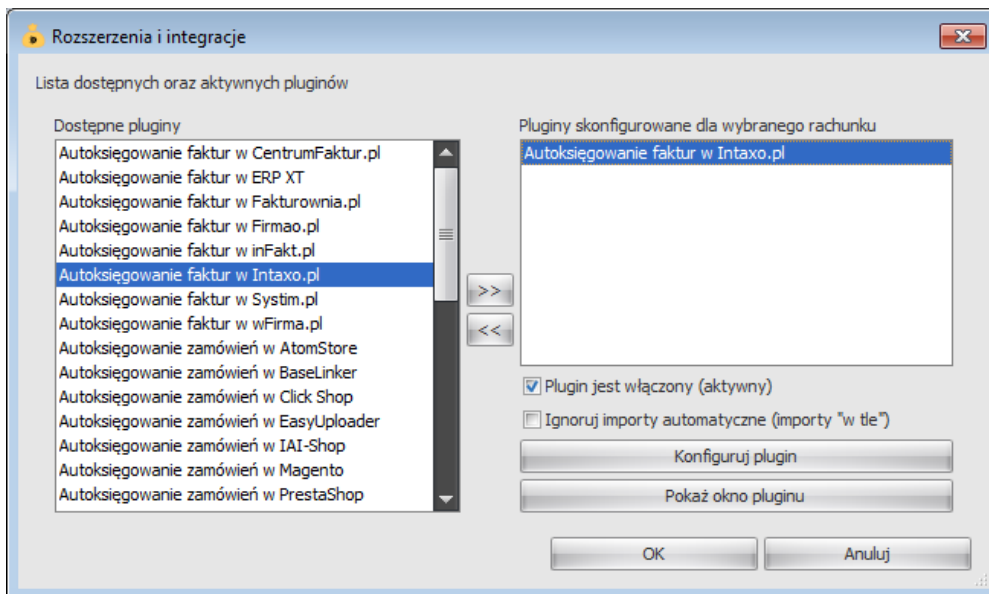 Rozszerzenia i integracje
Lista dostępnych oraz aktywnych pluginów
Dostępne pluginy
Autoksięgowanie faktur w CentrumFaktur.pl
Autoksięgowanie faktur w ERP XT
Autoksięgowanie faktur w Fakturownia.pl
Autoksięgowanie faktur w Firmao.pl
Autoksięgowanie faktur w inFakt.pl
Autoksięgowanie faktur w Intaxo.pl
Autoksięgowanie faktur w Systim.pl
Autoksięgowanie faktur w wFirma.pl
Autoksięgowanie zamówień w AtomStore
Autoksięgowanie zamówień w BaseLinker
Autoksięgowanie zamówień w Click Shop
Autoksięgowanie zamówień w EasyUploader
Autoksięgowanie zamówień w IAI-Shop
Autoksięgowanie zamówień w Magento
Autoksięgowanie zamówień w PrestaShop
>>
<<
Pluginy skonfigurowane dla wybranego rachunku
Autoksięgowanie faktur w Intaxo.pl
Plugin jest włączony (aktywny)
Ignoruj importy automatyczne (importy "w tle")
Konfiguruj plugin
Pokaż okno pluginu
OK
Anuluj